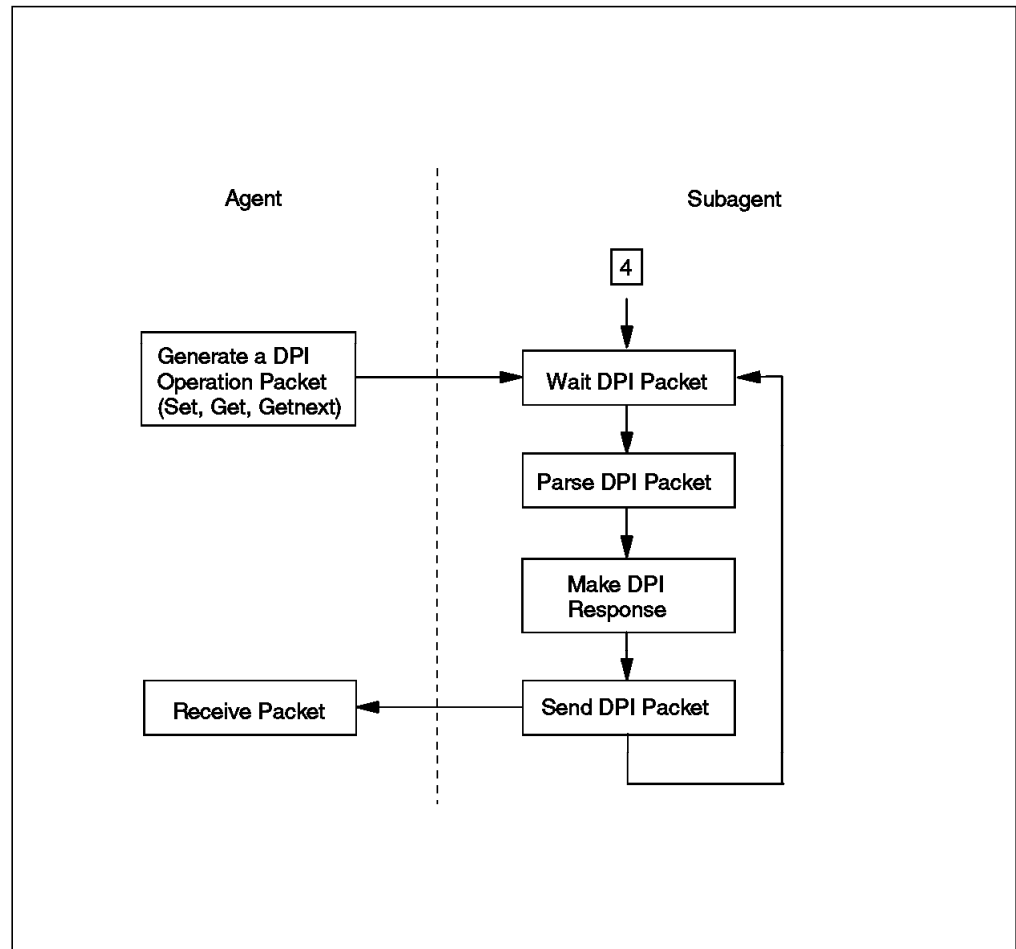 Agent
Subagent
4
Generate a DPI
Operation Packet
(Set, Get, Getnext)
Wait DPI Packet
Parse DPI Packet
Make DPI
Response
Receive Packet
Send DPI Packet